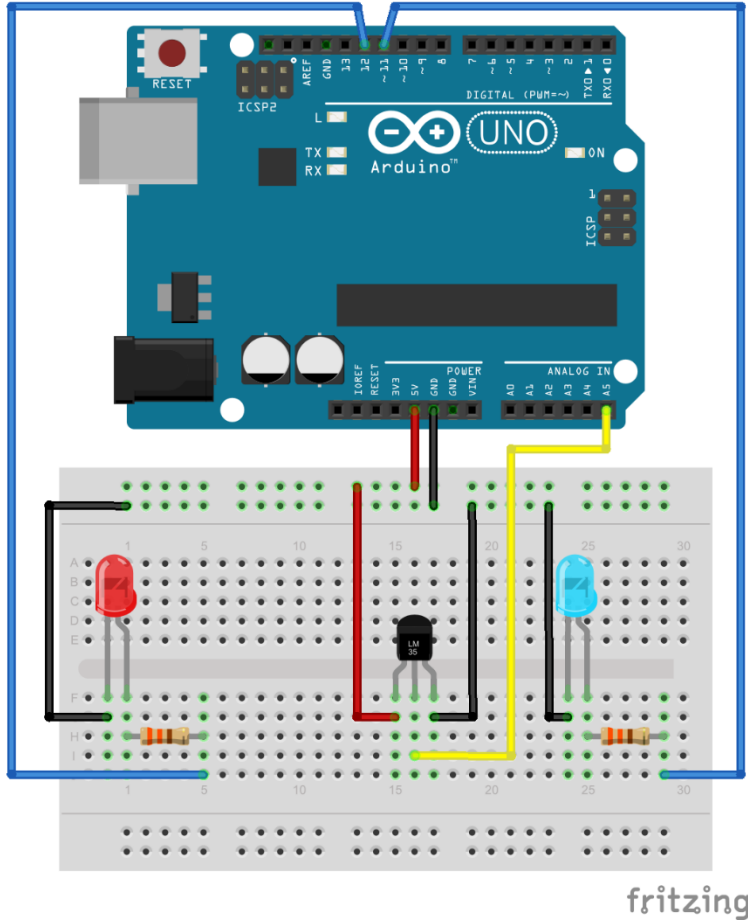 RESET
ICSP2
AREF
GND
13
12
~11
~10
~9
8
7
~6
~5
4
~3
2
TX0▶1
RX0◀0
DIGITAL (PWM=~)
L
TX
RX
Arduino™
UNO
ON
1
ICSP
IOREF
RESET
3V3
5V
GND
GND
VIN
POWER
ANALOG IN
A0
A1
A2
A3
A4
A5
1 5 10 15 20 25 30
A
B
C
D
E
LM
35
F
H
I
1 5 10 15 20 25 30
fritzing